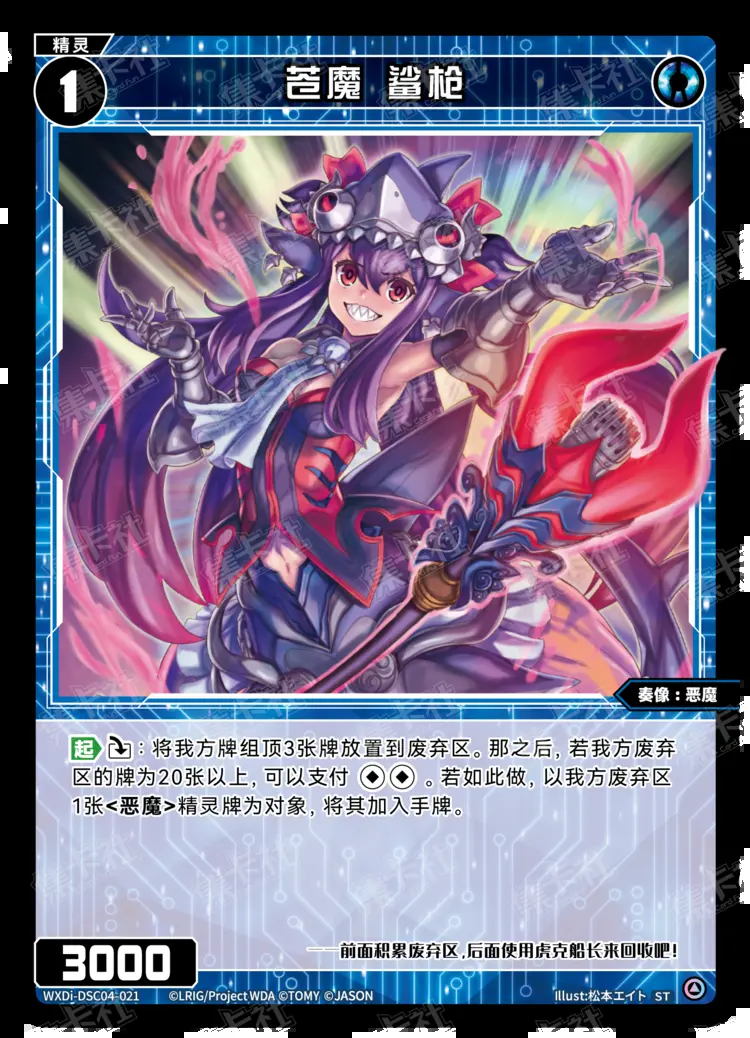 精灵
1
苍魔 鲨枪
奏像：恶魔
起：将我方牌组顶3张牌放置到废弃区。那之后，若我方废弃
区的牌为20张以上，可以支付 。若如此做，以我方废弃区
1张<恶魔>精灵牌为对象，将其加入手牌。
——前面积累废弃区，后面使用虎克船长来回收吧！
3000
WXDi-DSC04-021 ©LRIG/Project WDA ©TOMY ©JASON Illust:松本エイト ST
集卡社